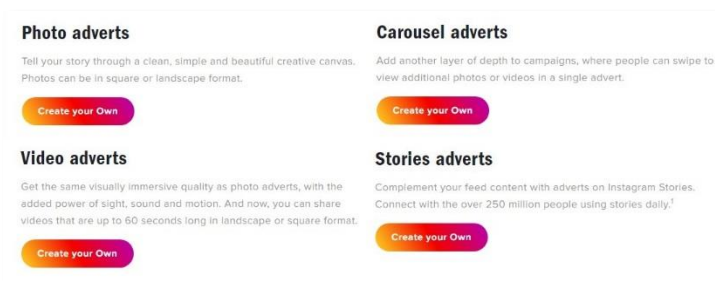 Photo adverts
Tell your story through a clean, simple and beautiful creative canvas.
Photos can be in square or landscape format.
Create your Own
Carousel adverts
Add another layer of depth to campaigns, where people can swipe to
view additional photos or videos in a single advert.
Create your Own
Video adverts
Get the same visually immersive quality as photo adverts, with the
added power of sight, sound and motion. And now, you can share
videos that are up to 60 seconds long in landscape or square format.
Create your Own
Stories adverts
Complement your feed content with adverts on Instagram Stories.
Connect with the over 250 million people using stories daily.¹
Create your Own